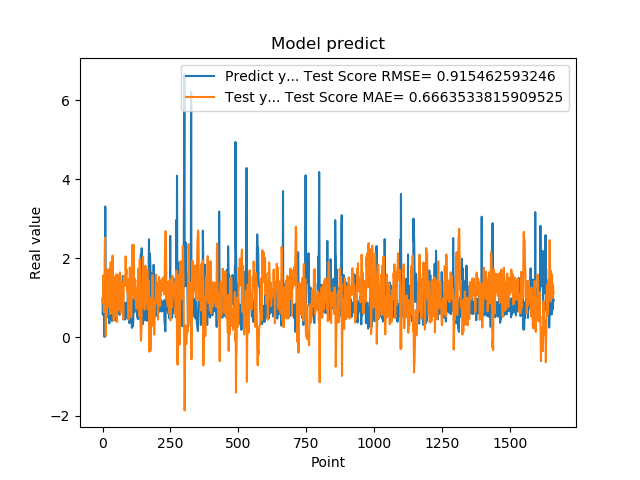 Model predict
Predict y... Test Score RMSE= 0.915462593246
Test y... Test Score MAE= 0.6663533815909525
Real value
6
4
2
0
−2
0 250 500 750 1000 1250 1500
Point